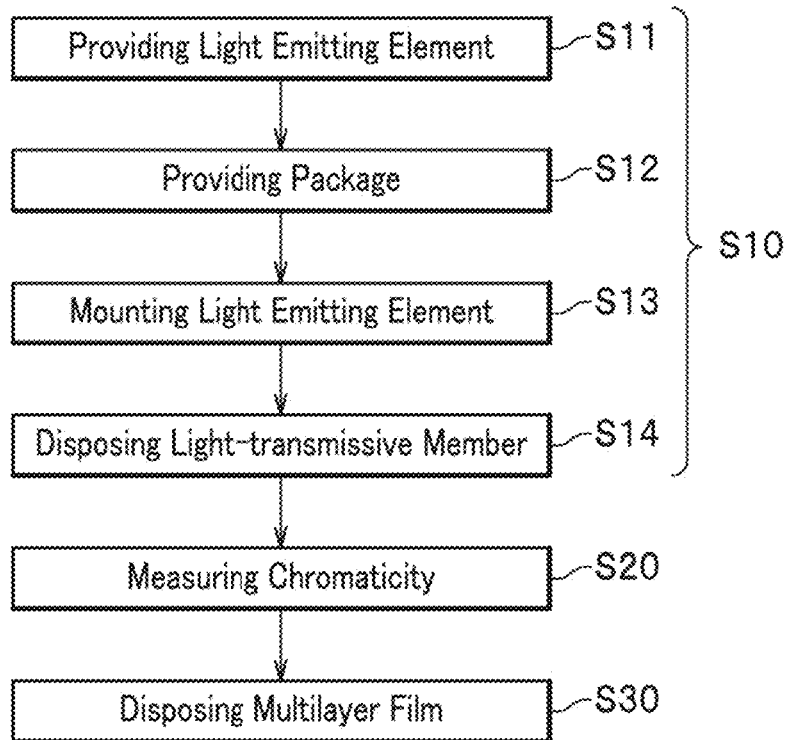 Providing Light Emitting Element S11
Providing Package S12
S10
Mounting Light Emitting Element S13
Disposing Light-transmissive Member S14
Measuring Chromaticity S20
Disposing Multilayer Film S30